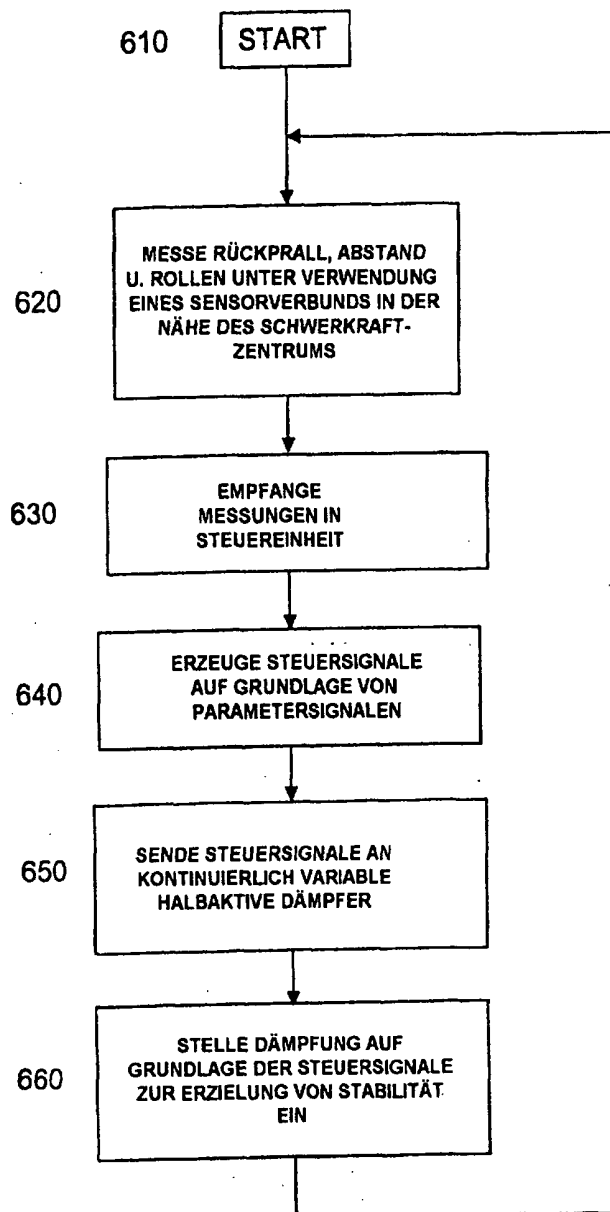 610 START
MESSE RÜCKPRALL, ABSTAND
U. ROLLEN UNTER VERWENDUNG
620 EINES SENSORVERBUNDS IN DER
NÄHE DES SCHWERKRAFT-
ZENTRUMS
EMPFANGE
630 MESSUNGEN IN
STEUEREINHEIT
ERZEUGE STEUERSIGNALE
640 AUF GRUNDLAGE VON
PARAMETERSIGNALEN
SENDE STEUERSIGNALE AN
650 KONTINUIERLICH VARIABLE
HALBAKTIVE DÄMPFER
STELLE DÄMPFUNG AUF
660 GRUNDLAGE DER STEUERSIGNALE
ZUR ERZIELUNG VON STABILITÄT
EIN